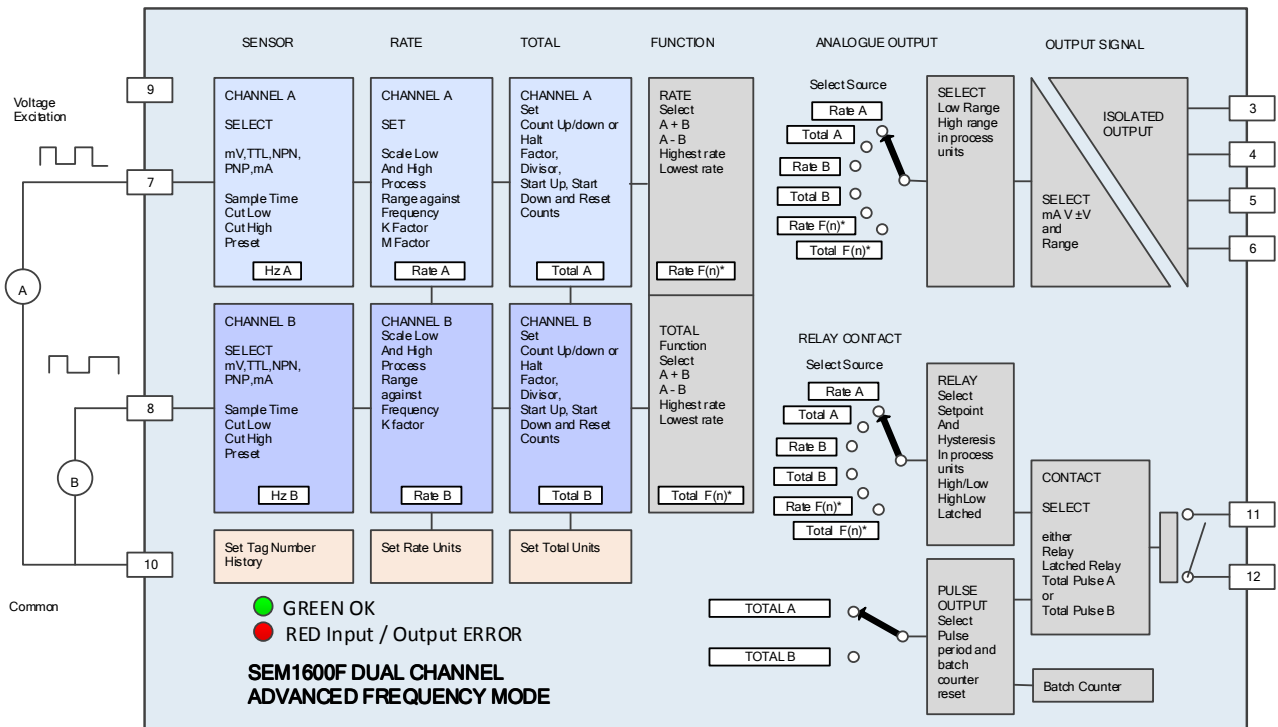 SENSOR
RATE
TOTAL
FUNCTION
ANALOGUE OUTPUT
OUTPUT SIGNAL
Voltage
Excitation
9
7
A
8
B
10
Common
CHANNEL A
SELECT
mV,TTL,NPN,
PNP,mA
Sample Time
Cut Low
Cut High
Preset
Hz A
CHANNEL A
SET
Scale Low
And High
Process
Range against
Frequency
K Factor
M Factor
Rate A
CHANNEL A
Set
Count Up/down or
Halt
Factor,
Divisor,
Start Up, Start
Down and Reset
Counts
Total A
RATE
Select
A + B
A - B
Highest rate
Lowest rate
Rate F(n)*
CHANNEL B
SELECT
mV,TTL,NPN,
PNP,mA
Sample Time
Cut Low
Cut High
Preset
Hz B
CHANNEL B
Scale Low
And High
Process
Range
against
Frequency
K factor
Rate B
CHANNEL B
Set
Count Up/down or
Halt
Factor,
Divisor,
Start Up, Start
Down and Reset
Counts
Total B
TOTAL
Function
Select
A + B
A - B
Highest rate
Lowest rate
Total F(n)*
Set Tag Number
History
Set Rate Units
Set Total Units
GREEN OK
RED Input / Output ERROR
SEM1600F DUAL CHANNEL
ADVANCED FREQUENCY MODE
Select Source
Rate A
Total A
Rate B
Total B
Rate F(n)*
Total F(n)*
SELECT
Low Range
High range
in process
units
ISOLATED
OUTPUT
SELECT
mA V ±V
and
Range
3
4
5
6
RELAY CONTACT
Select Source
Rate A
Total A
Rate B
Total B
Rate F(n)*
Total F(n)*
RELAY
Select
Setpoint
And
Hysteresis
In process
units
High/Low
HighLow
Latched
CONTACT
SELECT
either
Relay
Latched Relay
Total Pulse A
or
Total Pulse B
11
12
TOTAL A
TOTAL B
PULSE
OUTPUT
Select
Pulse
period and
batch
counter
reset
Batch Counter